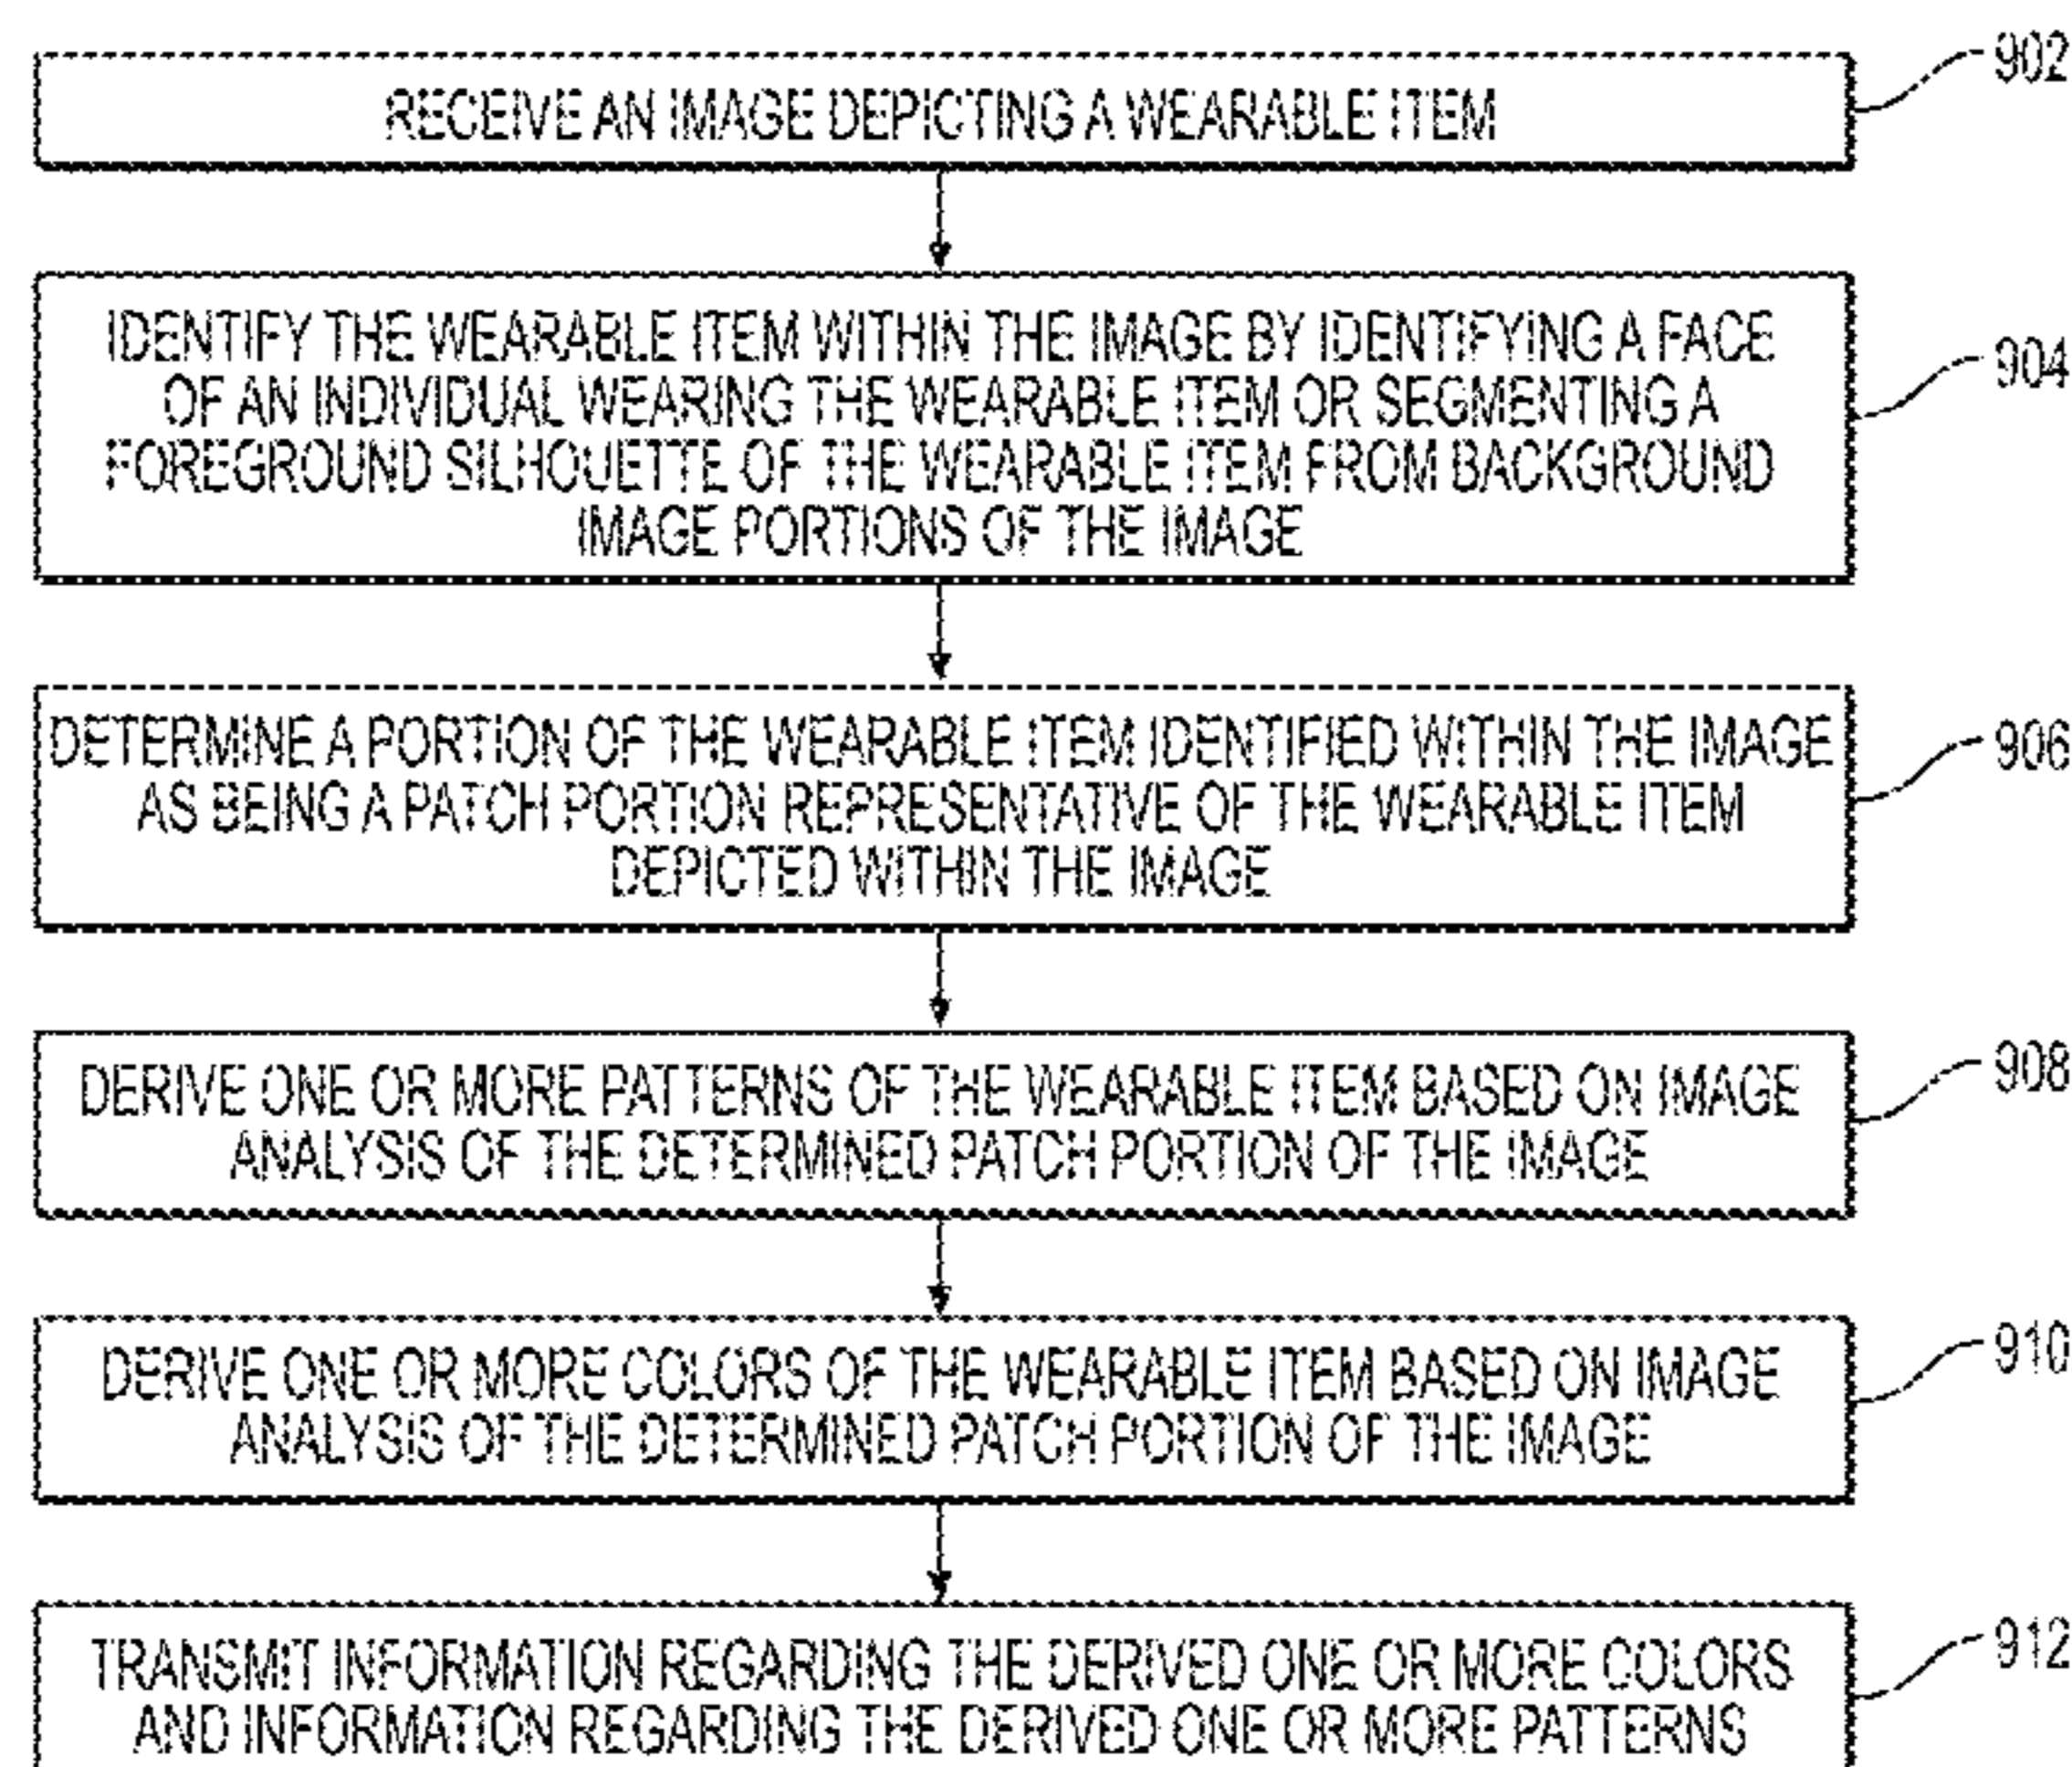 RECEIVE AN IMAGE DEPICTING A WEARABLE ITEM
902
IDENTIFY THE WEARABLE ITEM WITHIN THE IMAGE BY IDENTIFYING A FACE
OF AN INDIVIDUAL WEARING THE WEARABLE ITEM OR SEGMENTING A
FOREGROUND SILHOUETTE OF THE WEARABLE ITEM FROM BACKGROUND
IMAGE PORTIONS OF THE IMAGE
904
DETERMINE A PORTION OF THE WEARABLE ITEM IDENTIFIED WITHIN THE IMAGE
AS BEING A PATCH PORTION REPRESENTATIVE OF THE WEARABLE ITEM
DEPICTED WITHIN THE IMAGE
906
DERIVE ONE OR MORE PATTERNS OF THE WEARABLE ITEM BASED ON IMAGE
ANALYSIS OF THE DETERMINED PATCH PORTION OF THE IMAGE
908
DERIVE ONE OR MORE COLORS OF THE WEARABLE ITEM BASED ON IMAGE
ANALYSIS OF THE DETERMINED PATCH PORTION OF THE IMAGE
910
TRANSMIT INFORMATION REGARDING THE DERIVED ONE OR MORE COLORS
AND INFORMATION REGARDING THE DERIVED ONE OR MORE PATTERNS
912